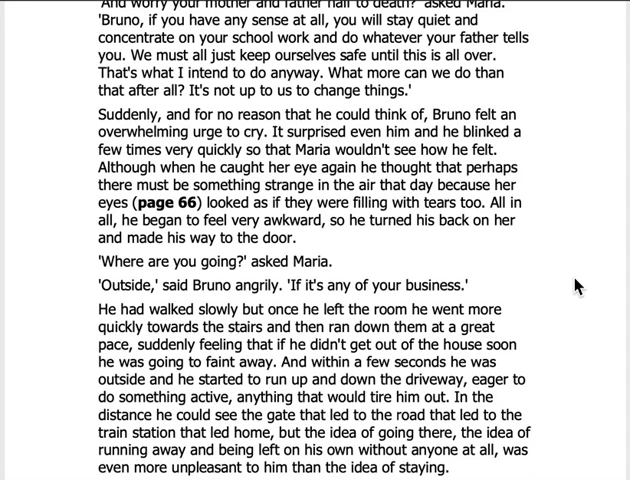 'And worry your mother and father half to death?' asked Maria.
'Bruno, if you have any sense at all, you will stay quiet and
concentrate on your school work and do whatever your father tells
you. We must all just keep ourselves safe until this is all over.
That's what I intend to do anyway. What more can we do than
that after all? It's not up to us to change things.'
Suddenly, and for no reason that he could think of, Bruno felt an
overwhelming urge to cry. It surprised even him and he blinked a
few times very quickly so that Maria wouldn't see how he felt.
Although when he caught her eye again he thought that perhaps
there must be something strange in the air that day because her
eyes (page 66) looked as if they were filling with tears too. All in
all, he began to feel very awkward, so he turned his back on her
and made his way to the door.
'Where are you going?' asked Maria.
'Outside,' said Bruno angrily. 'If it's any of your business.'
He had walked slowly but once he left the room he went more
quickly towards the stairs and then ran down them at a great
pace, suddenly feeling that if he didn't get out of the house soon
he was going to faint away. And within a few seconds he was
outside and he started to run up and down the driveway, eager to
do something active, anything that would tire him out. In the
distance he could see the gate that led to the road that led to the
train station that led home, but the idea of going there, the idea of
running away and being left on his own without anyone at all, was
even more unpleasant to him than the idea of staying.